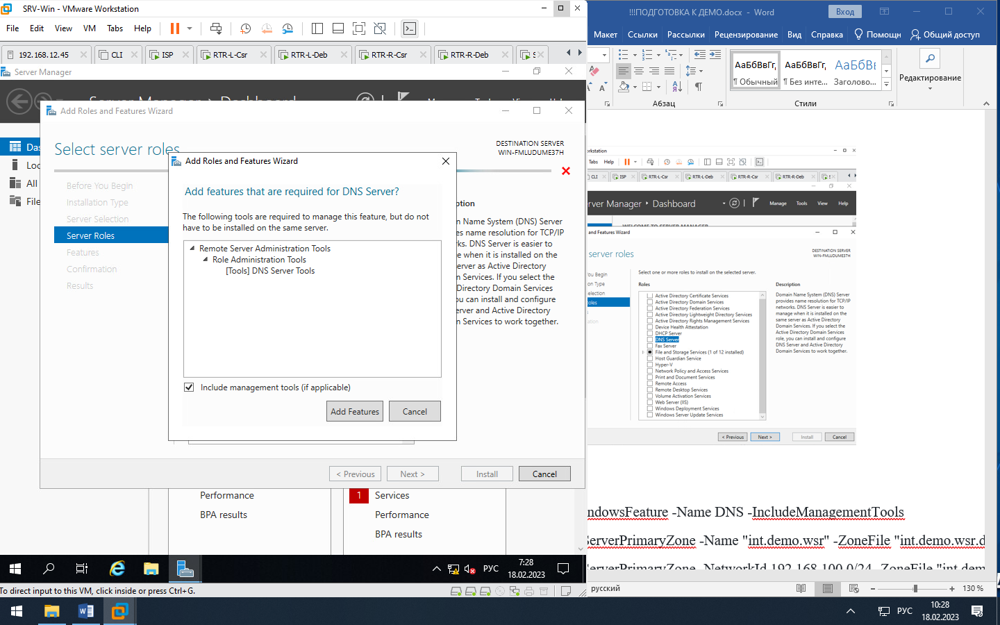 SRV-Win - VMware Workstation
File Edit View VM Tabs Help
192.168.12.45 CLI ISP RTR-L-Csr RTR-L-Deb RTR-R-Csr RTR-R-Deb
Server Manager
Add Roles and Features Wizard
Select server roles
DESTINATION SERVER
WIN-FMLUDUME37H
Before You Begin
Installation Type
Server Selection
Server Roles
Features
Confirmation
Results
Add Roles and Features Wizard
Add features that are required for DNS Server?
The following tools are required to manage this feature, but do not
have to be installed on the same server.
Remote Server Administration Tools
Role Administration Tools
[Tools] DNS Server Tools
Include management tools (if applicable)
Add Features Cancel
ption
n Name System (DNS) Server
es name resolution for TCP/IP
ks. DNS Server is easier to
e when it is installed on the
erver as Active Directory
n Services. If you select the
Directory Domain Services
ou can install and configure
erver and Active Directory
n Services to work together.
< Previous Next > Install Cancel
Performance
BPA results
1 Services
Performance
BPA results
РУС
7:28
18.02.2023
To direct input to this VM, click inside or press Ctrl+G.
!!!ПОДГОТОВКА К ДЕМО.docx - Word
Вход
Макет Ссылки Рассылки Рецензирование Вид Справка Помощн Общий доступ
АаБбВвГг, АаБбВвГг, АаБбВ
¶ Обычный ¶ Без инте... Заголово...
Редактирование
Абзац Стили
orkstation
Tabs Help
CLI ISP RTR-L-Csr RTR-L-Deb RTR-R-Csr RTR-R-Deb
rver Manager Dashboard Manage Tools View Help
WELCOME TO SERVER MANAGER
and Features Wizard
server roles
DESTINATION SERVER
WIN-FMLUDUME37H
ou Begin
on Type
election
oles
ation
Select one or more roles to install on the selected server.
Roles
Active Directory Certificate Services
Active Directory Domain Services
Active Directory Federation Services
Active Directory Lightweight Directory Services
Active Directory Rights Management Services
Device Health Attestation
DHCP Server
DNS Server
Fax Server
File and Storage Services (1 of 12 installed)
Host Guardian Service
Hyper-V
Network Policy and Access Services
Print and Document Services
Remote Access
Remote Desktop Services
Volume Activation Services
Web Server (IIS)
Windows Deployment Services
Windows Server Update Services
Description
Domain Name System (DNS) Server
provides name resolution for TCP/IP
networks. DNS Server is easier to
manage when it is installed on the
same server as Active Directory
Domain Services. If you select the
Active Directory Domain Services
role, you can install and configure
DNS Server and Active Directory
Domain Services to work together.
< Previous Next > Install Cancel
ndowsFeature -Name DNS -IncludeManagementTools
ServerPrimaryZone -Name "int.demo.wsr" -ZoneFile "int.demo.wsr.d
ServerPrimaryZone -NetworkId 192.168.100.0/24 -ZoneFile "int.dem
русский
130 %
РУС
10:28
18.02.2023